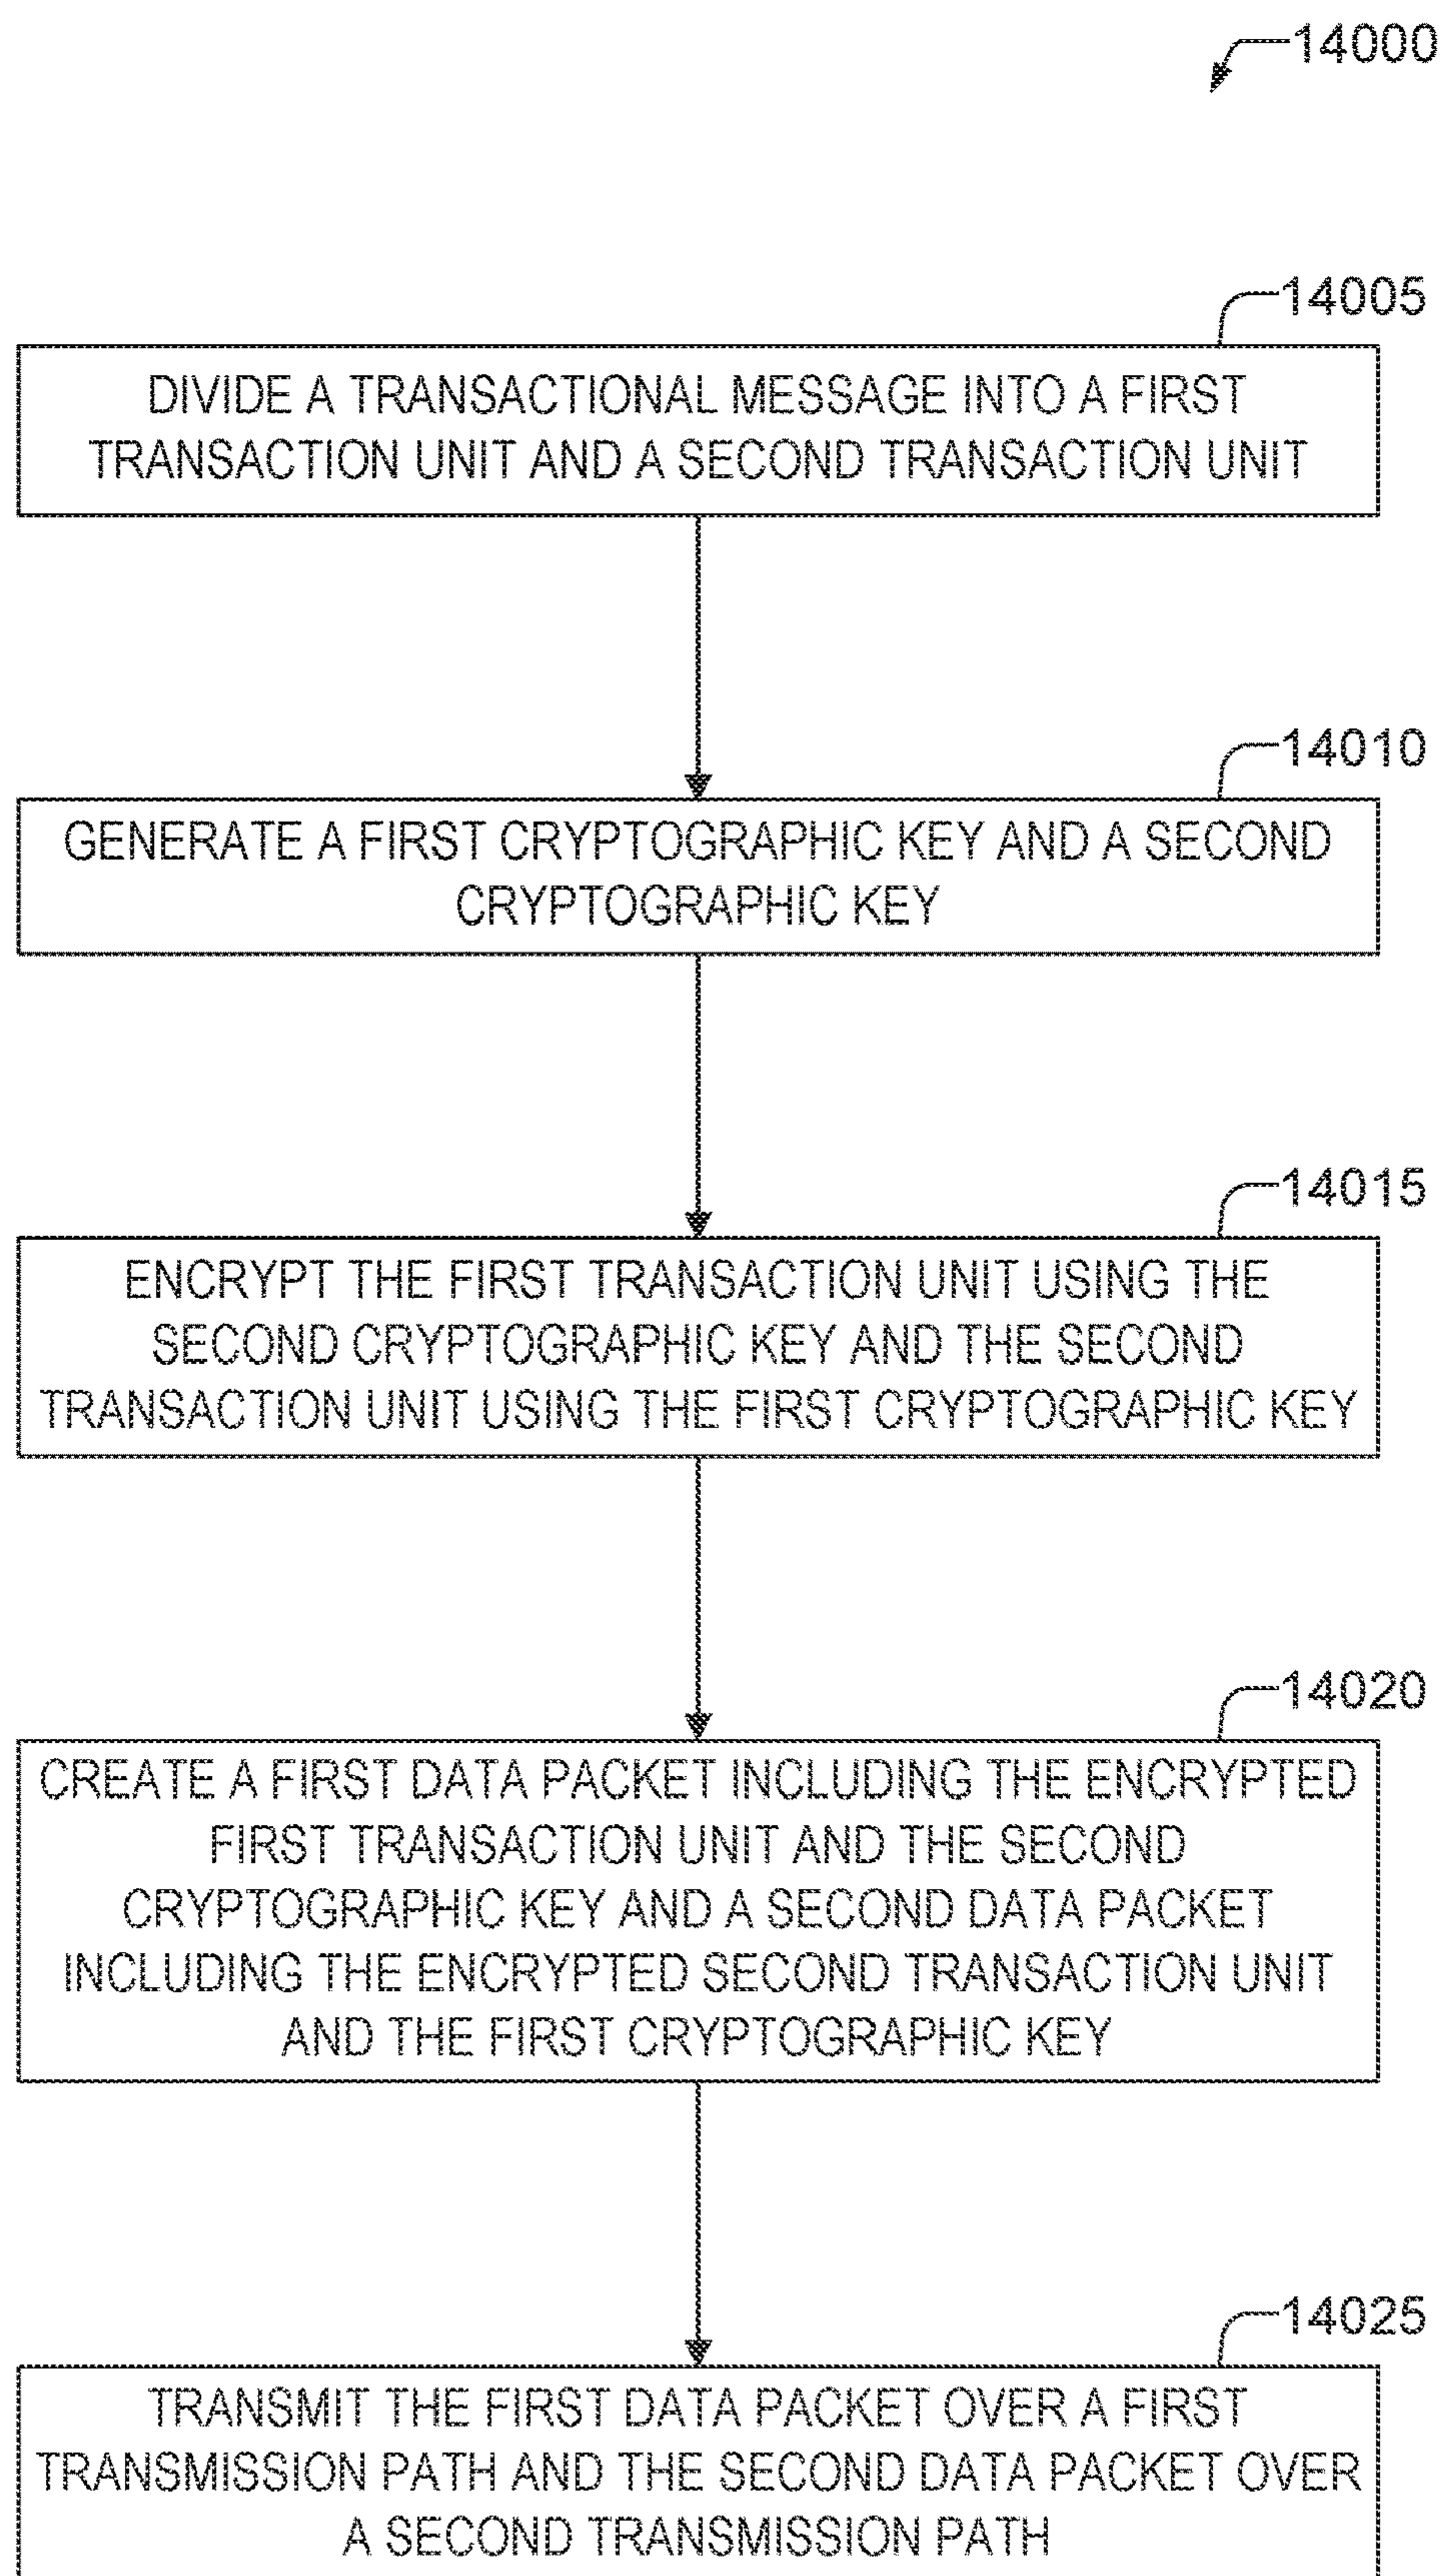 14000
14005
DIVIDE A TRANSACTIONAL MESSAGE INTO A FIRST
TRANSACTION UNIT AND A SECOND TRANSACTION UNIT
14010
GENERATE A FIRST CRYPTOGRAPHIC KEY AND A SECOND
CRYPTOGRAPHIC KEY
14015
ENCRYPT THE FIRST TRANSACTION UNIT USING THE
SECOND CRYPTOGRAPHIC KEY AND THE SECOND
TRANSACTION UNIT USING THE FIRST CRYPTOGRAPHIC KEY
14020
CREATE A FIRST DATA PACKET INCLUDING THE ENCRYPTED
FIRST TRANSACTION UNIT AND THE SECOND
CRYPTOGRAPHIC KEY AND A SECOND DATA PACKET
INCLUDING THE ENCRYPTED SECOND TRANSACTION UNIT
AND THE FIRST CRYPTOGRAPHIC KEY
14025
TRANSMIT THE FIRST DATA PACKET OVER A FIRST
TRANSMISSION PATH AND THE SECOND DATA PACKET OVER
A SECOND TRANSMISSION PATH